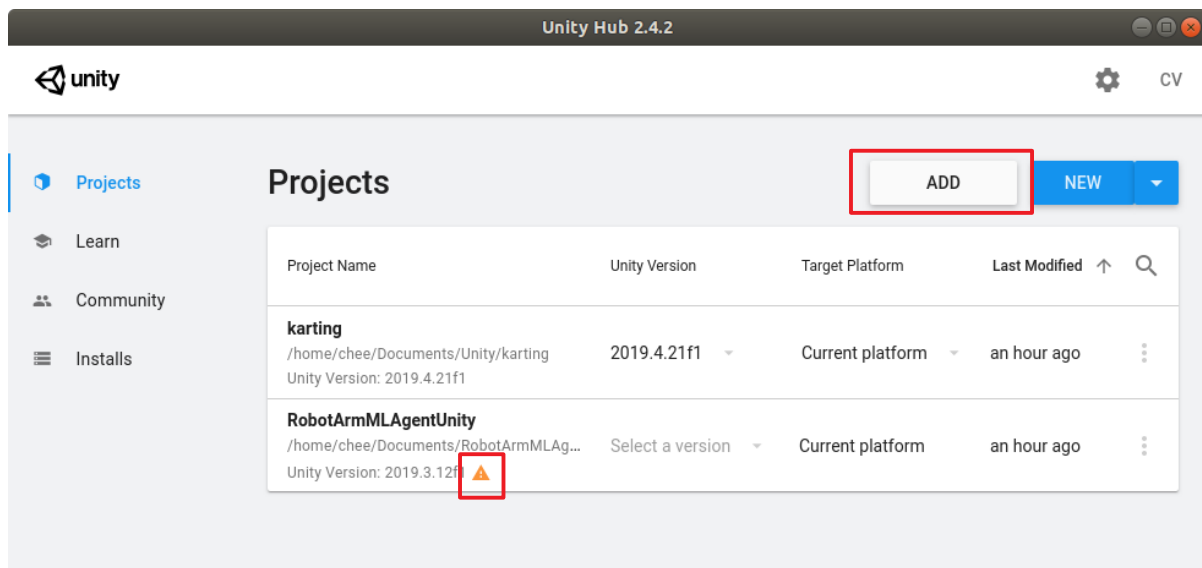 Unity Hub 2.4.2
unity
CV
Projects
Projects
ADD
NEW
Learn
Community
Installs
Project Name
Unity Version
Target Platform
Last Modified
karting
/home/chee/Documents/Unity/karting
Unity Version: 2019.4.21f1
2019.4.21f1
Current platform
an hour ago
RobotArmMLAgentUnity
/home/chee/Documents/RobotArmMLAg...
Unity Version: 2019.3.12f1
Select a version
Current platform
an hour ago